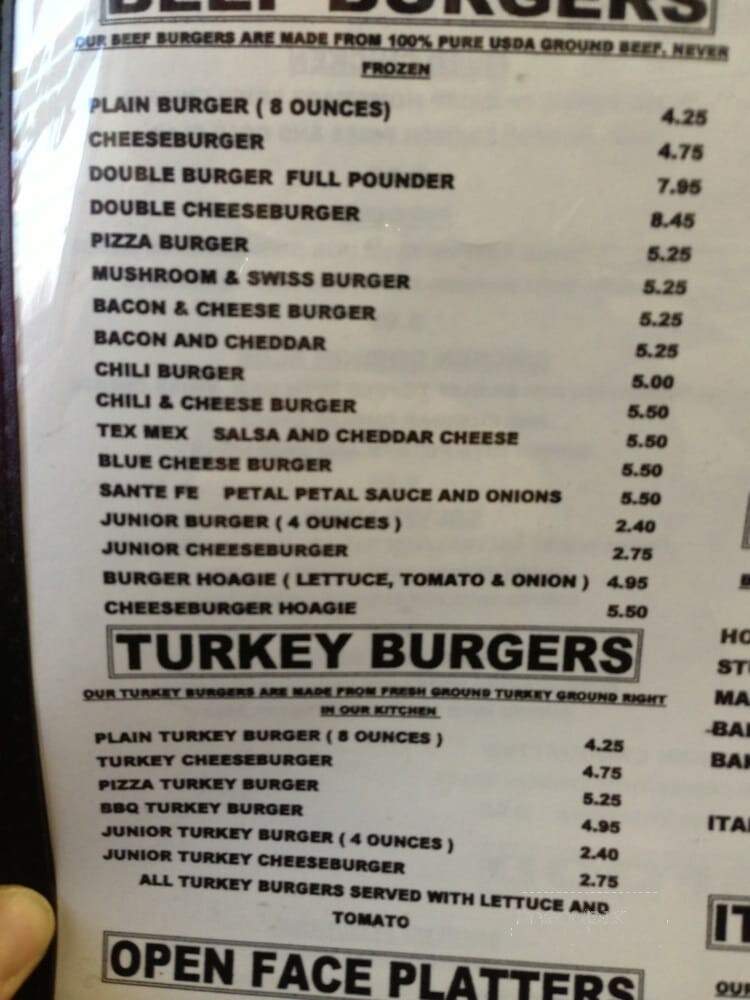 BEEF BURGERS
OUR BEEF BURGERS ARE MADE FROM 100% PURE USDA GROUND BEEF, NEVER
FROZEN
PLAIN BURGER ( 8 OUNCES) 4.25
CHEESEBURGER 4.75
DOUBLE BURGER FULL POUNDER 7.95
DOUBLE CHEESEBURGER 8.45
PIZZA BURGER 5.25
MUSHROOM & SWISS BURGER 5.25
BACON & CHEESE BURGER 5.25
BACON AND CHEDDAR 5.25
CHILI BURGER 5.00
CHILI & CHEESE BURGER 5.50
TEX MEX SALSA AND CHEDDAR CHEESE 5.50
BLUE CHEESE BURGER 5.50
SANTE FE PETAL PETAL SAUCE AND ONIONS 5.50
JUNIOR BURGER ( 4 OUNCES ) 2.40
JUNIOR CHEESEBURGER 2.75
BURGER HOAGIE ( LETTUCE, TOMATO & ONION ) 4.95
CHEESEBURGER HOAGIE 5.50
TURKEY BURGERS
OUR TURKEY BURGERS ARE MADE FROM FRESH GROUND TURKEY GROUND RIGHT
IN OUR KITCHEN
PLAIN TURKEY BURGER ( 8 OUNCES ) 4.25
TURKEY CHEESEBURGER 4.75
PIZZA TURKEY BURGER 5.25
BBQ TURKEY BURGER 4.95
JUNIOR TURKEY BURGER ( 4 OUNCES ) 2.40
JUNIOR TURKEY CHEESEBURGER 2.75
ALL TURKEY BURGERS SERVED WITH LETTUCE AND
TOMATO
OPEN FACE PLATTERS
HO
ST
MA
BA
BA
ITA
IT
OUR